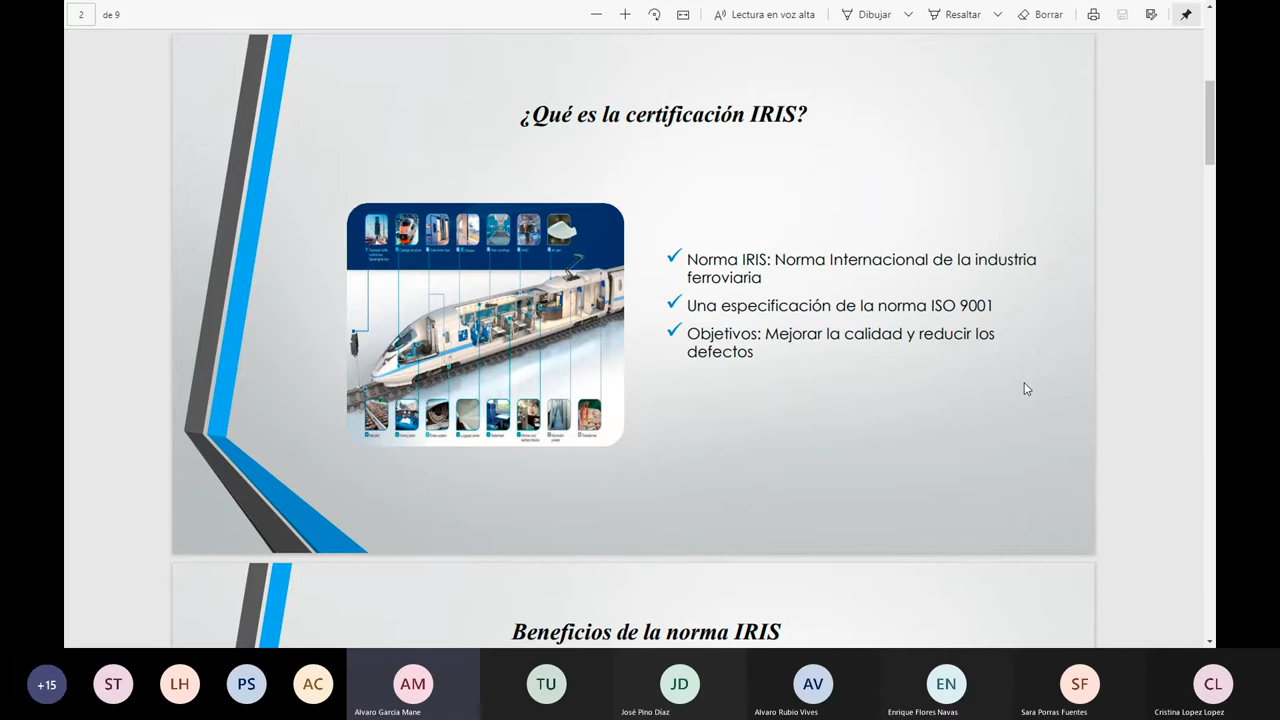 2 de 9
Lectura en voz alta
Dibujar
Resaltar
Borrar
¿Qué es la certificación IRIS?
Norma IRIS: Norma Internacional de la industria
ferroviaria
Una especificación de la norma ISO 9001
Objetivos: Mejorar la calidad y reducir los
defectos
Beneficios de la norma IRIS
+15
ST
LH
PS
AC
AM
TU
JD
AV
EN
SF
CL
Alvaro Garcia Mane
José Pino Díaz
Alvaro Rubio Vives
Enrique Flores Navas
Sara Porras Fuentes
Cristina Lopez Lopez